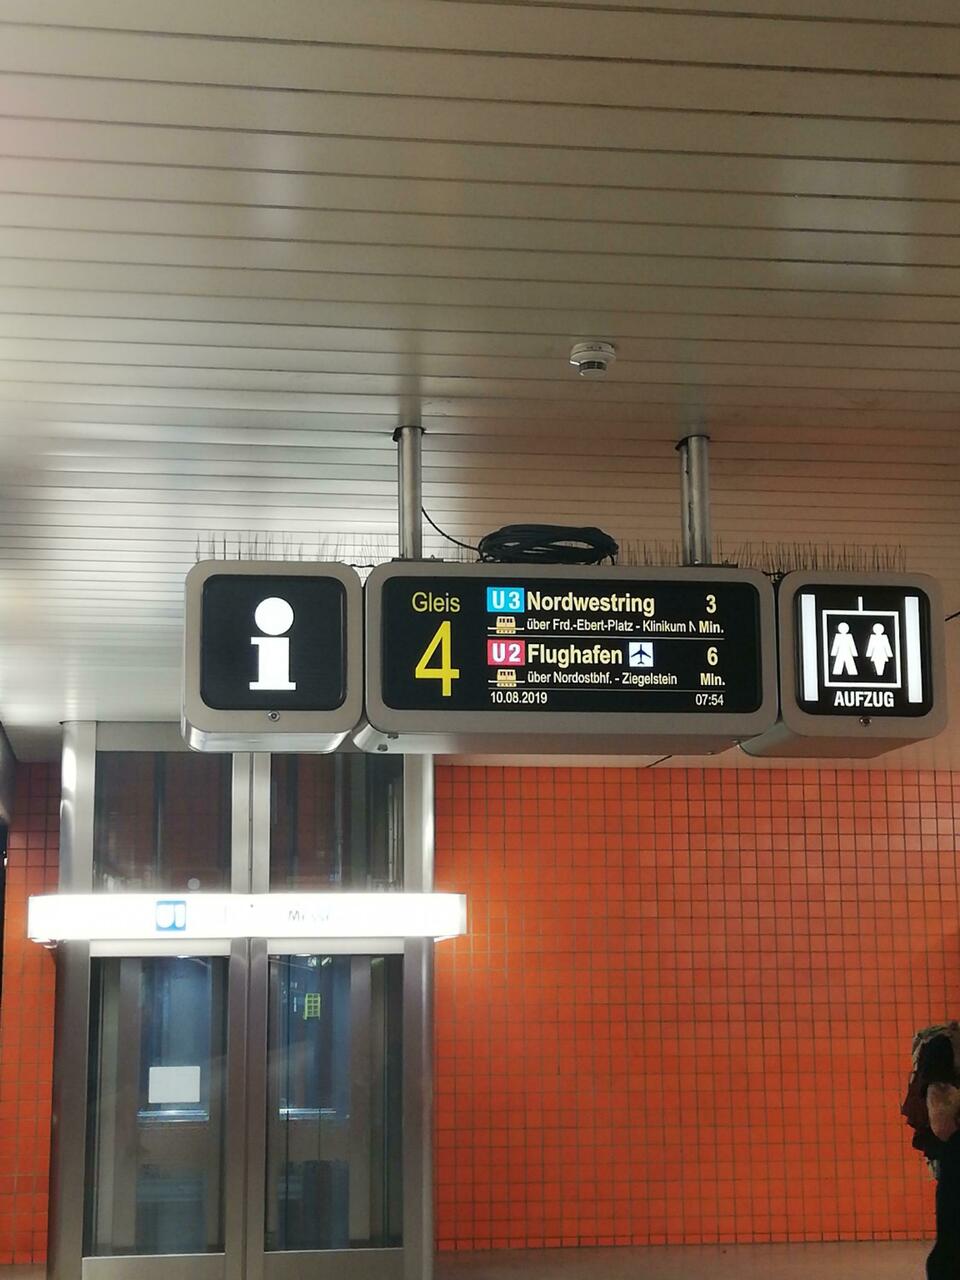 i
Gleis
4
U3 Nordwestring 3
über Frd.-Ebert-Platz - Klinikum N Min.
U2 Flughafen 6
über Nordostbhf. - Ziegelstein Min.
10.08.2019 07:54
AUFZUG
U1